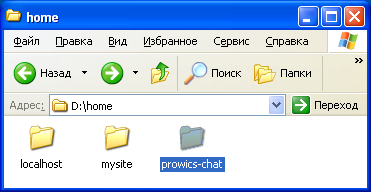 home
Файл Правка Вид Избранное Сервис Справка
Назад Поиск Папки
Адрес: D:\home Переход
localhost mysite prowics-chat